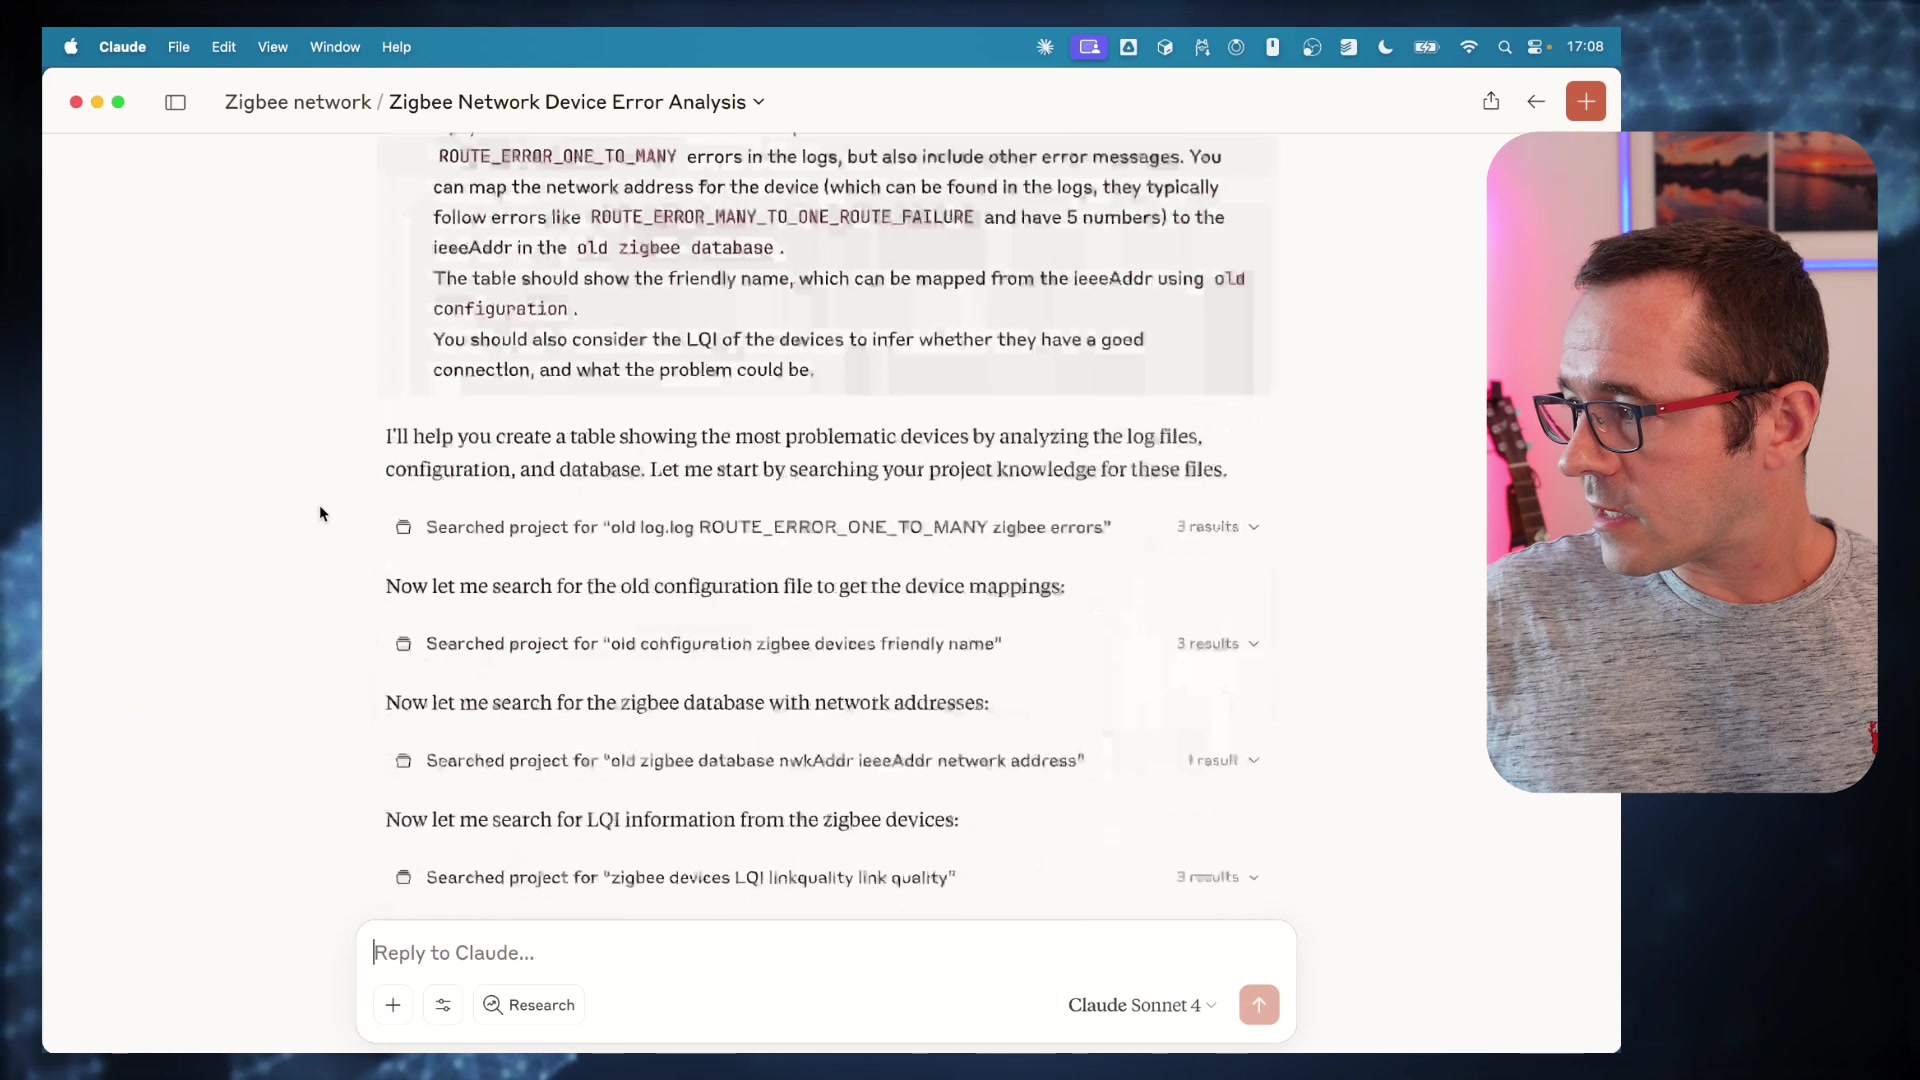 Claude File Edit View Window Help 17:08
Zigbee network / Zigbee Network Device Error Analysis
ROUTE_ERROR_ONE_TO_MANY errors in the logs, but also include other error messages. You
can map the network address for the device (which can be found in the logs, they typically
follow errors like ROUTE_ERROR_MANY_TO_ONE_ROUTE_FAILURE and have 5 numbers) to the
ieeeAddr in the old zigbee database.
The table should show the friendly name, which can be mapped from the ieeeAddr using old
configuration.
You should also consider the LQI of the devices to infer whether they have a good
connection, and what the problem could be.
I'll help you create a table showing the most problematic devices by analyzing the log files,
configuration, and database. Let me start by searching your project knowledge for these files.
Searched project for "old log.log ROUTE_ERROR_ONE_TO_MANY zigbee errors" 3 results
Now let me search for the old configuration file to get the device mappings:
Searched project for "old configuration zigbee devices friendly name" 3 results
Now let me search for the zigbee database with network addresses:
Searched project for "old zigbee database nwkAddr ieeeAddr network address" 1 result
Now let me search for LQI information from the zigbee devices:
Searched project for "zigbee devices LQI linkquality link quality" 3 results
Reply to Claude...
Research Claude Sonnet 4